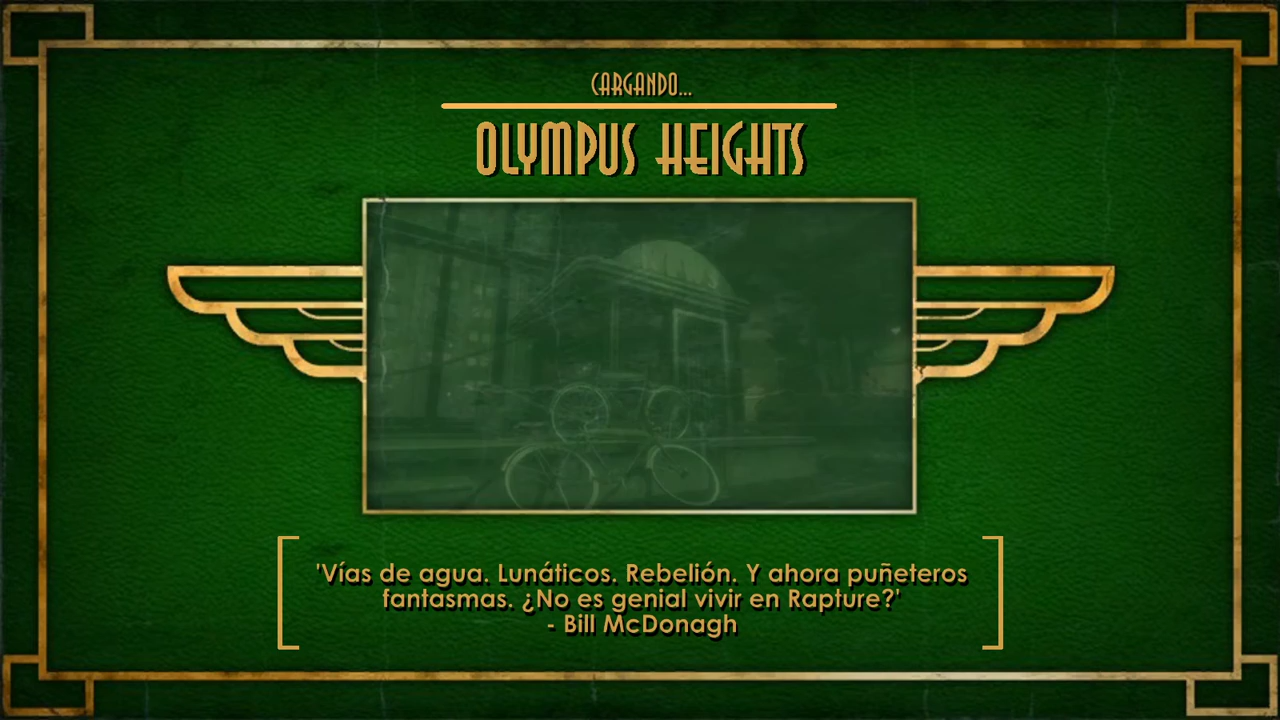 CARGANDO...
OLYMPUS HEIGHTS
'Vías de agua. Lunáticos. Rebelión. Y ahora puñeteros
fantasmas. ¿No es genial vivir en Rapture?'
- Bill McDonagh